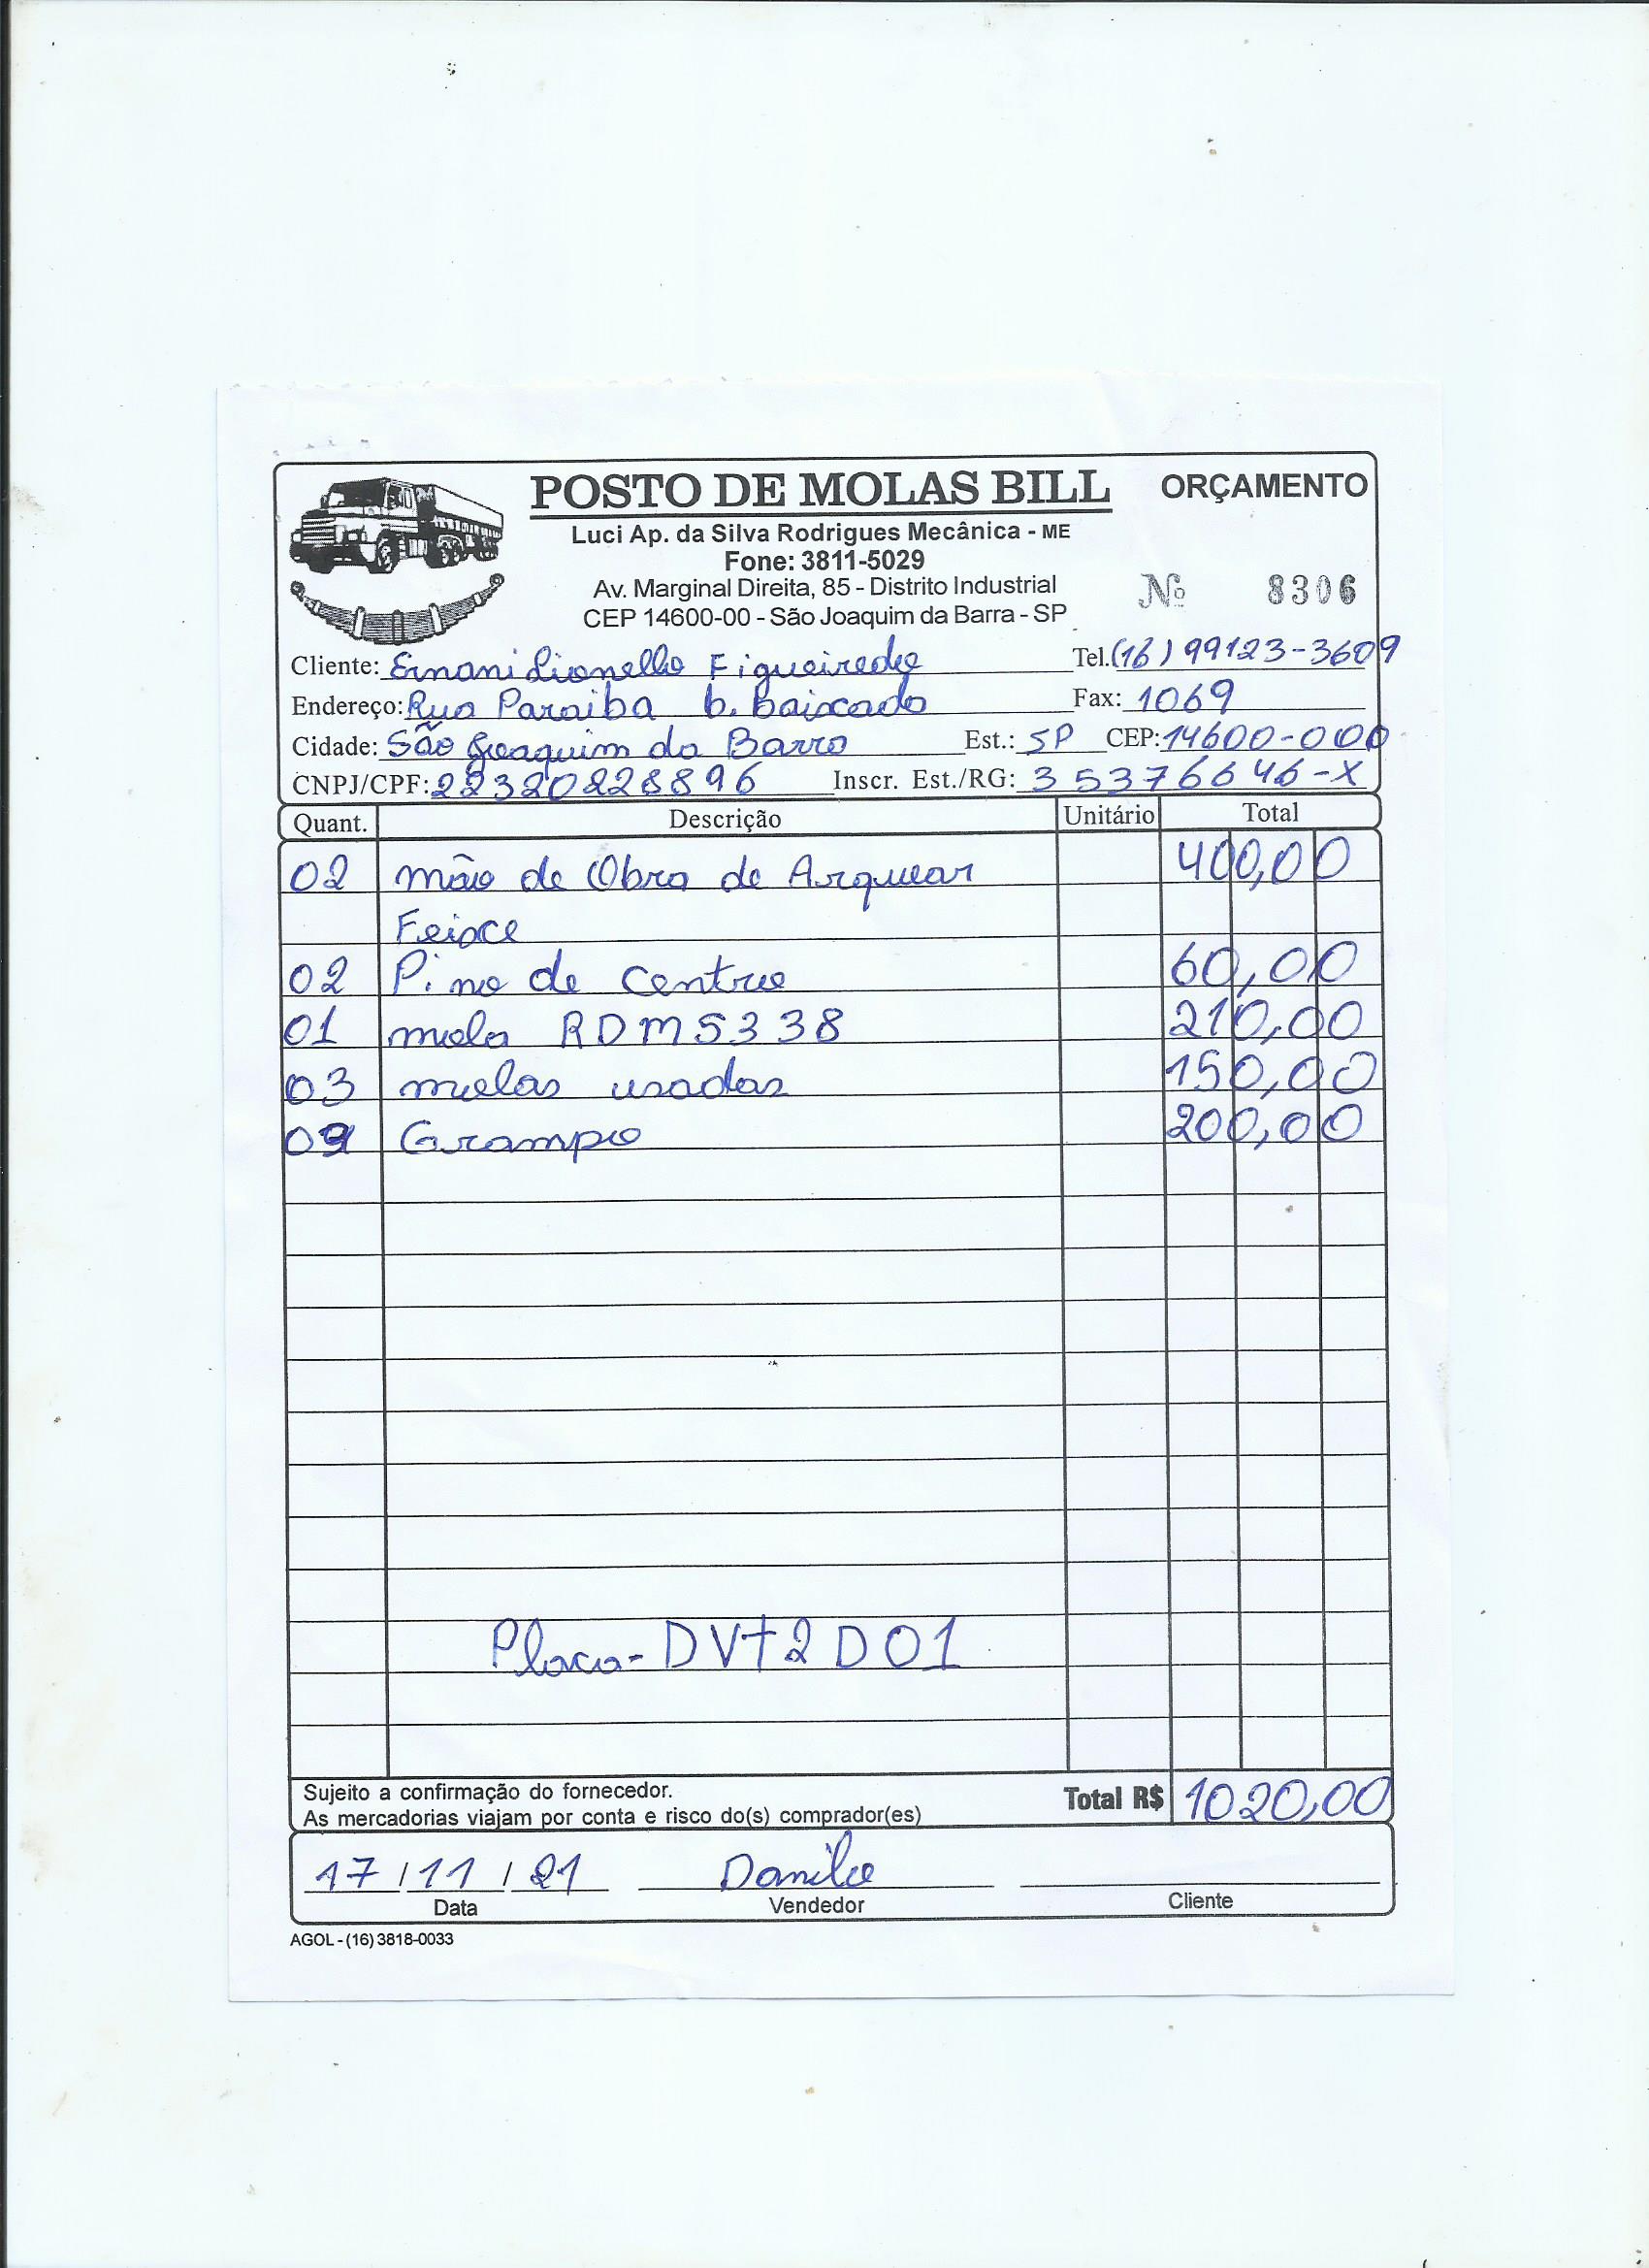 POSTO DE MOLAS BILL ORÇAMENTO
Luci Ap. da Silva Rodrigues Mecânica - ME
Fone: 3811-5029
Av. Marginal Direita, 85 - Distrito Industrial
CEP 14600-00 - São Joaquim da Barra - SP
Nº 8306
Cliente: Ernani Lionello Figueiredo Tel.(16) 99123-3609
Endereço: Rua Paraiba b. baixada Fax: 1069
Cidade: São Joaquim da Barra Est.: SP CEP: 14600-000
CNPJ/CPF: 22320228896 Inscr. Est./RG: 35376646-X
Quant. Descrição Unitário Total
02 mão de Obra de Arquear 400,00
Feixe
02 Pino de Centro 60,00
01 mola RDM5338 210,00
03 molas usadas 150,00
02 Grampo 200,00
Placa - DVT2D01
Sujeito a confirmação do fornecedor.
As mercadorias viajam por conta e risco do(s) comprador(es)
Total R$ 1020,00
17 / 11 / 21 Danilo
Data Vendedor Cliente
AGOL - (16) 3818-0033